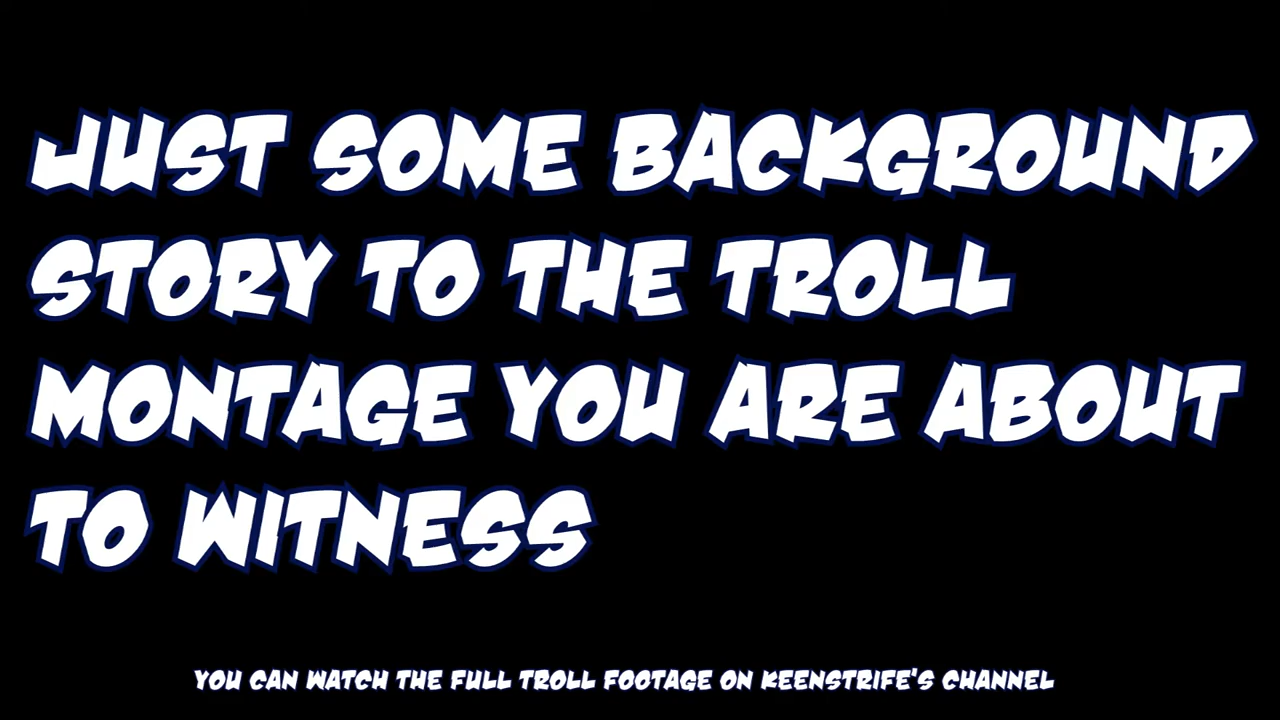 JUST SOME BACKGROUND
STORY TO THE TROLL
MONTAGE YOU ARE ABOUT
TO WITNESS
YOU CAN WATCH THE FULL TROLL FOOTAGE ON KEENSTRIFE'S CHANNEL